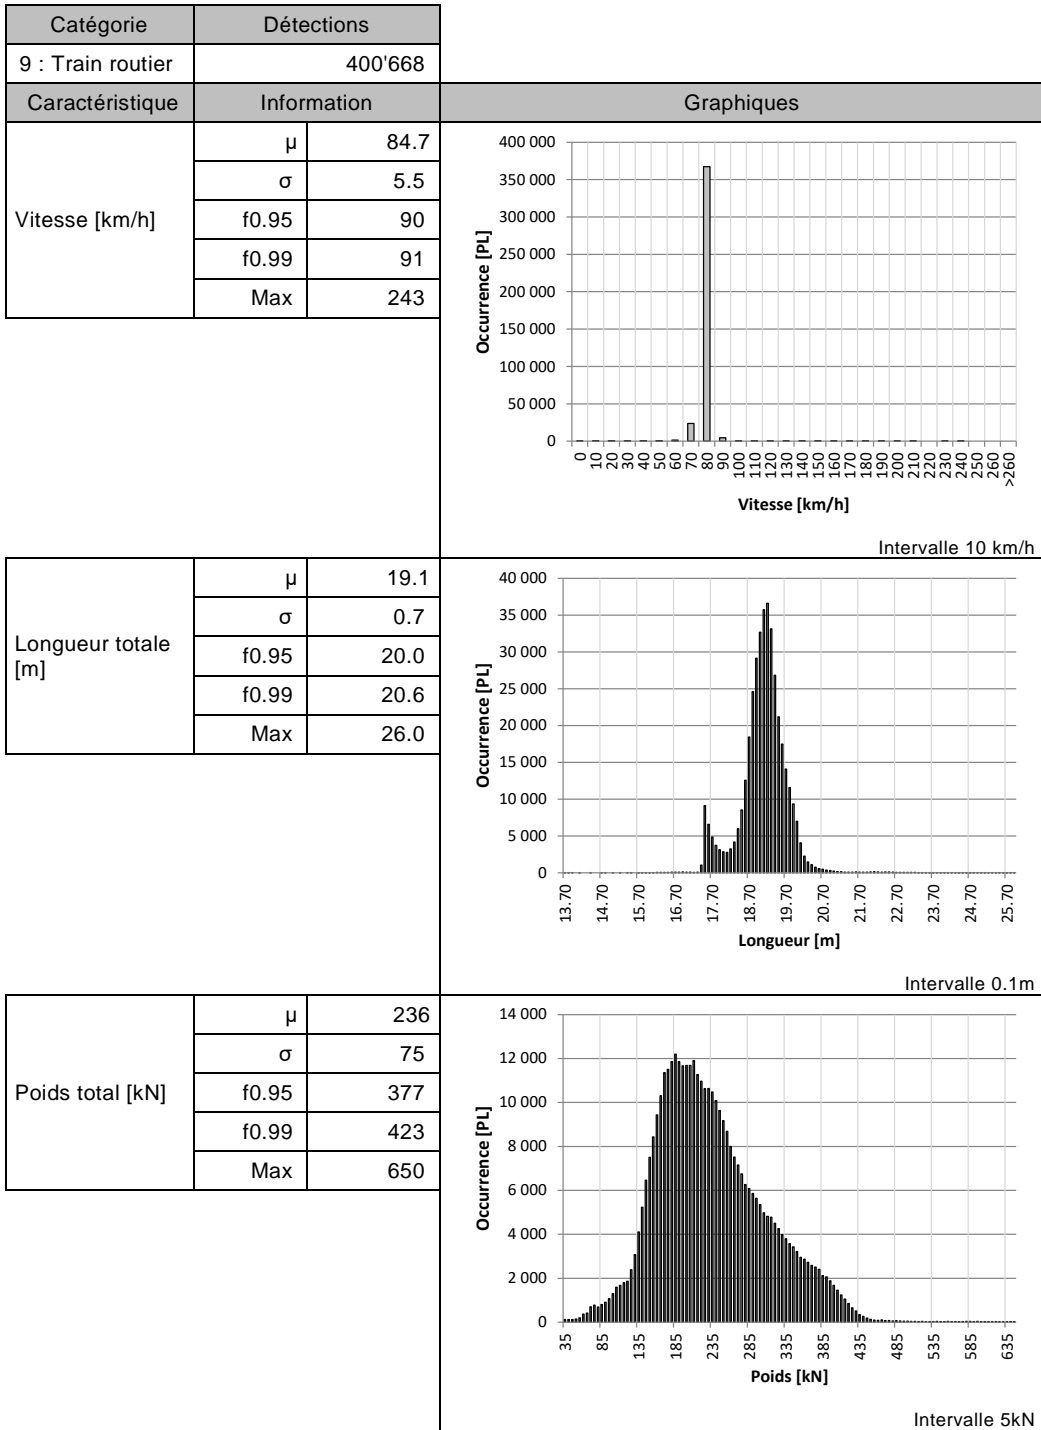 Catégorie Détections
9 : Train routier 400'668
Caractéristique Information Graphiques
Vitesse [km/h]
µ 84.7
σ 5.5
f0.95 90
f0.99 91
Max 243
400 000
350 000
300 000
250 000
200 000
150 000
100 000
50 000
0
Occurrence [PL]
0 10 20 30 40 50 60 70 80 90 100 110 120 130 140 150 160 170 180 190 200 210 220 230 240 250 260 >260
Vitesse [km/h]
Intervalle 10 km/h
Longueur totale
[m]
µ 19.1
σ 0.7
f0.95 20.0
f0.99 20.6
Max 26.0
40 000
35 000
30 000
25 000
20 000
15 000
10 000
5 000
0
Occurrence [PL]
13.70 14.70 15.70 16.70 17.70 18.70 19.70 20.70 21.70 22.70 23.70 24.70 25.70
Longueur [m]
Intervalle 0.1m
Poids total [kN]
µ 236
σ 75
f0.95 377
f0.99 423
Max 650
14 000
12 000
10 000
8 000
6 000
4 000
2 000
0
Occurrence [PL]
35 85 135 185 235 285 335 385 435 485 535 585 635
Poids [kN]
Intervalle 5kN